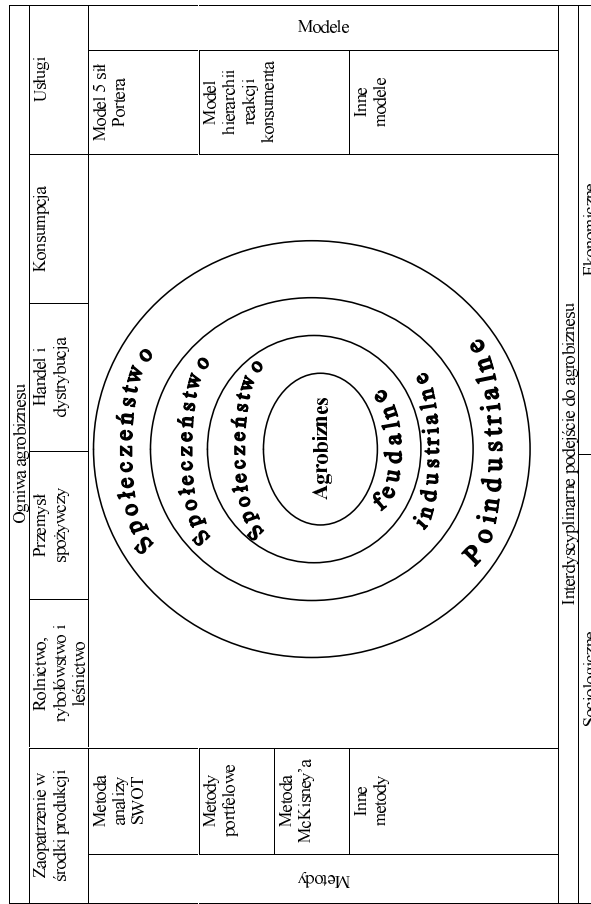 Ogniwa agrobiznesu
Zaopatrzenie w
środki produkcji
Rolnictwo,
rybołówstwo i
leśnictwo
Przemysł
spożywczy
Handel i
dystrybucja
Konsumpcja
Usługi
Metody
Metoda
analizy
SWOT
Metody
portfelowe
Metoda
McKisney’a
Inne
metody
Społeczeństwo
Społeczeństwo
Społeczeństwo
Agrobiznes
feudalne
industrialne
Poindustrialne
Model 5 sił
Portera
Model
hierarchii
reakcji
konsumenta
Inne
modele
Modele
Interdyscyplinarne podejście do agrobiznesu
Socjologiczne
Ekonomiczne